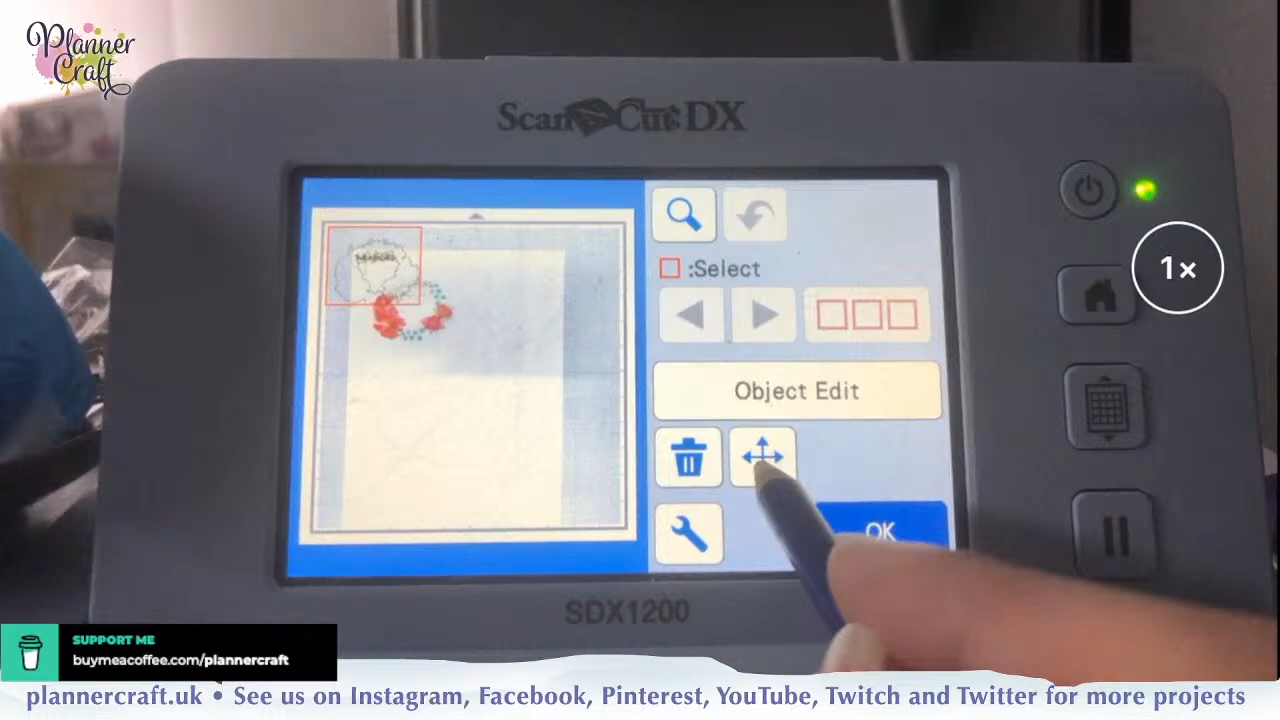 Planner
Craft
ScanNCut DX
1×
:Select
Object Edit
OK
SDX1200
SUPPORT ME
buymeacoffee.com/plannercraft
plannercraft.uk • See us on Instagram, Facebook, Pinterest, YouTube, Twitch and Twitter for more projects